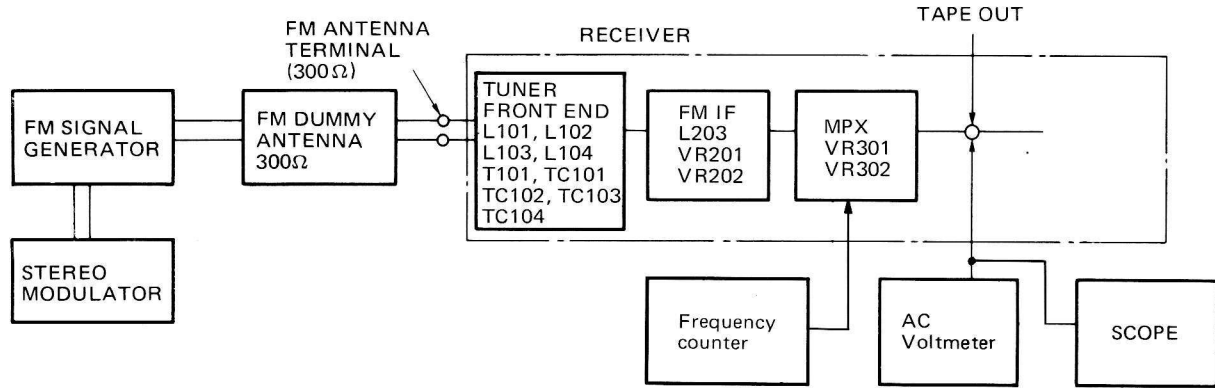 TAPE OUT
FM ANTENNA
TERMINAL
(300Ω)
RECEIVER
FM SIGNAL
GENERATOR
FM DUMMY
ANTENNA
300Ω
TUNER
FRONT END
L101, L102
L103, L104
T101, TC101
TC102, TC103
TC104
FM IF
L203
VR201
VR202
MPX
VR301
VR302
STEREO
MODULATOR
Frequency
counter
AC
Voltmeter
SCOPE